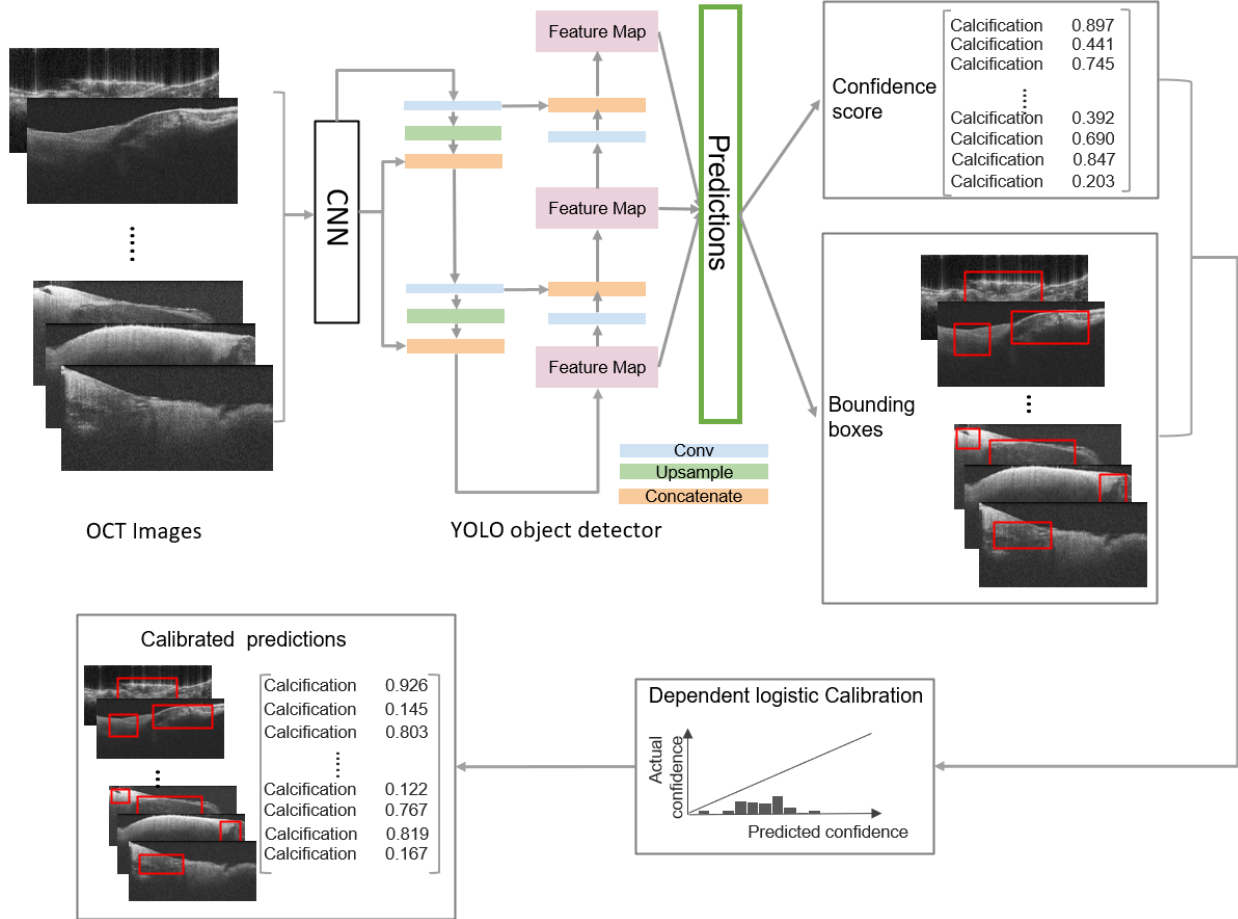 OCT Images
CNN
Feature Map
Feature Map
Feature Map
Conv
Upsample
Concatenate
YOLO object detector
Predictions
Confidence
score
Calcification 0.897
Calcification 0.441
Calcification 0.745
Calcification 0.392
Calcification 0.690
Calcification 0.847
Calcification 0.203
Bounding
boxes
Dependent logistic Calibration
Actual
confidence
Predicted confidence
Calibrated predictions
Calcification 0.926
Calcification 0.145
Calcification 0.803
Calcification 0.122
Calcification 0.767
Calcification 0.819
Calcification 0.167